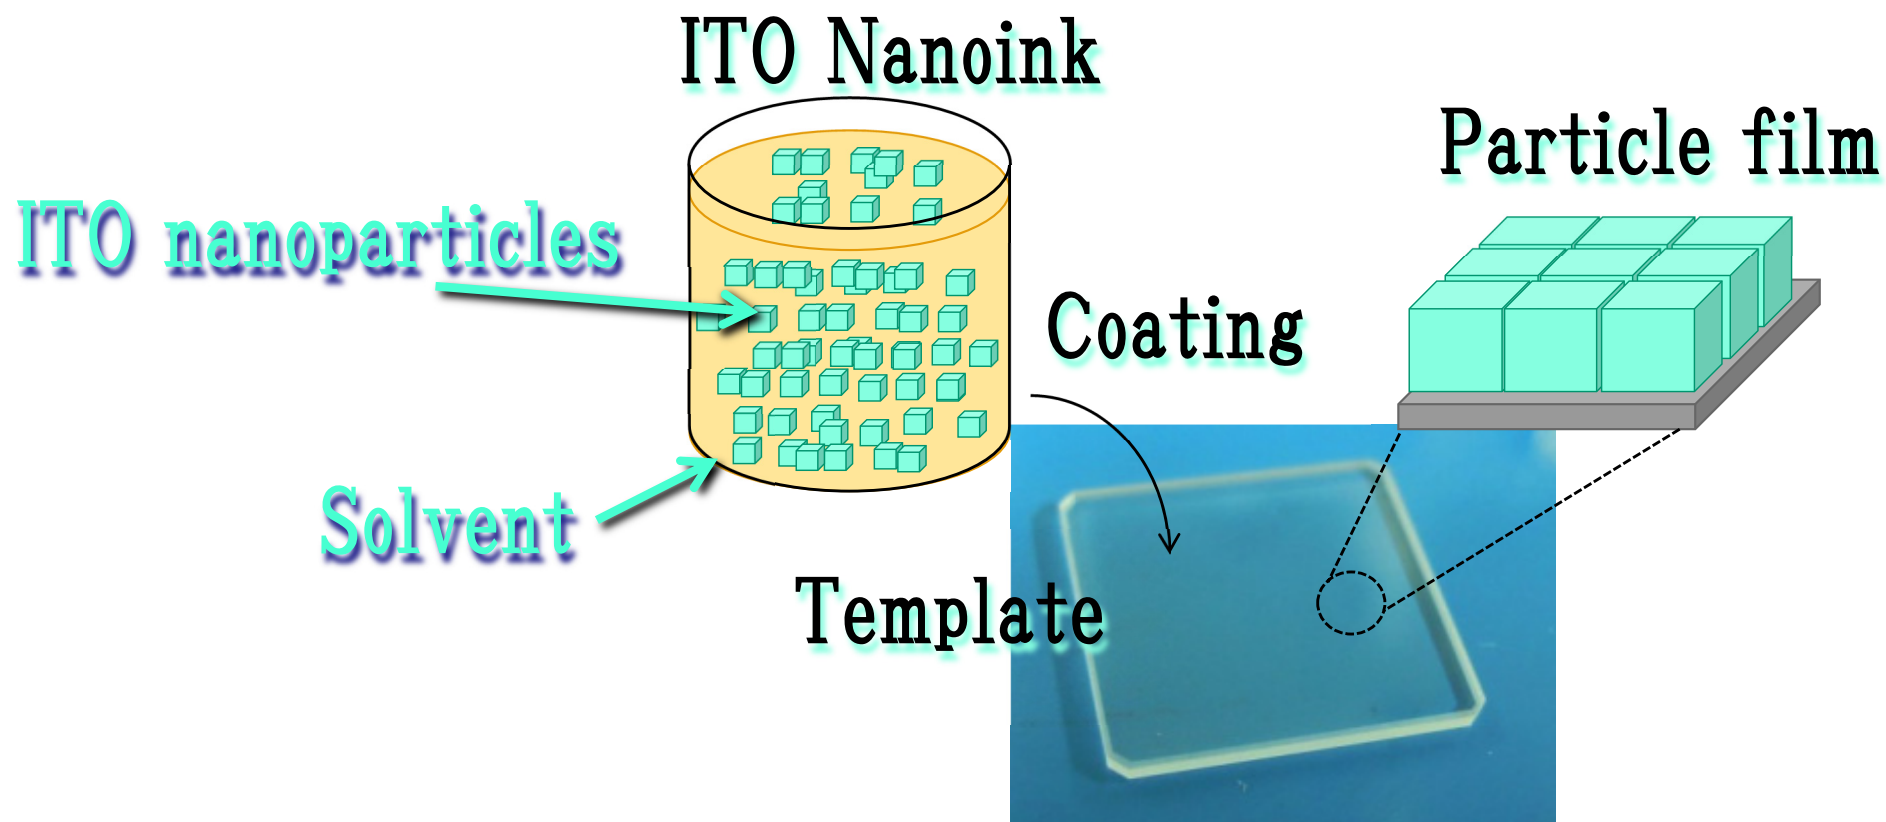 ITO Nanoink
Particle film
ITO nanoparticles
Coating
Solvent
Template